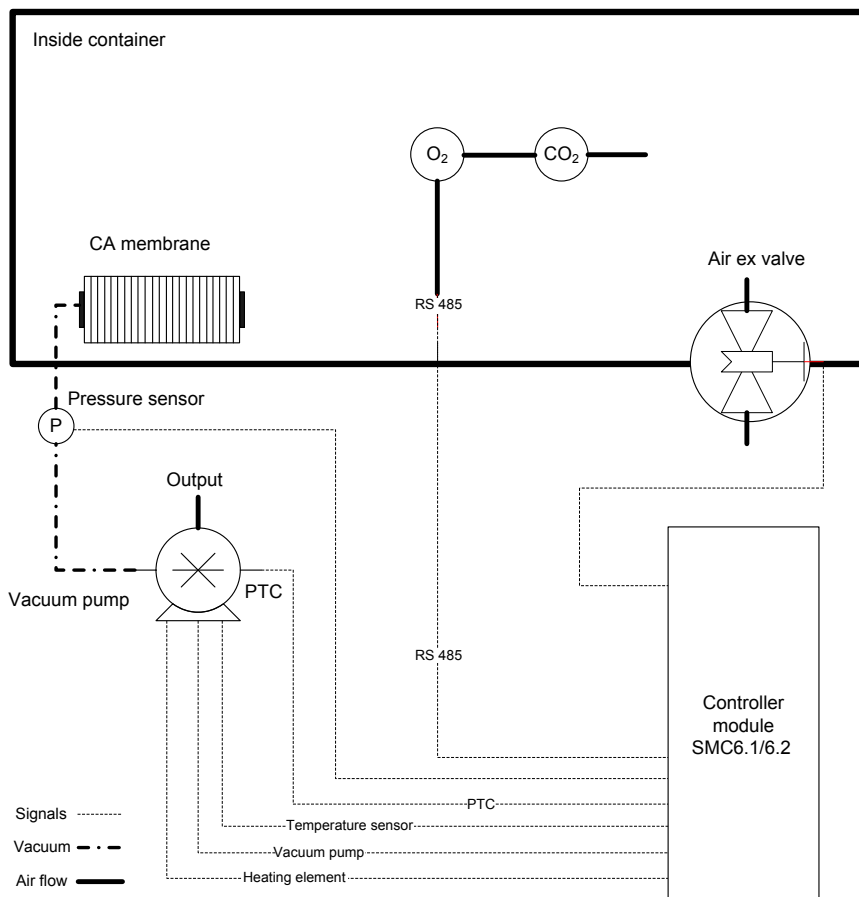 Inside container
O2
CO2
CA membrane
Air ex valve
RS 485
Pressure sensor
P
Output
PTC
Vacuum pump
RS 485
Controller
module
SMC6.1/6.2
PTC
Signals
Temperature sensor
Vacuum
Vacuum pump
Air flow
Heating element